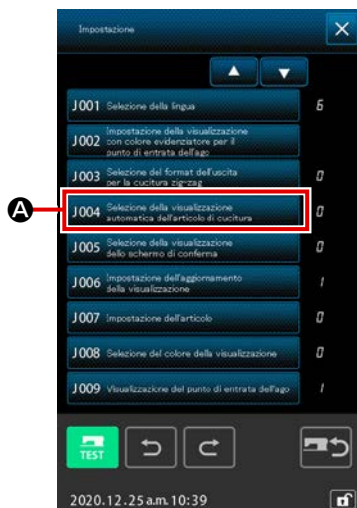 Impostazione
J001 Selezione della lingua 6
J002 Impostazione della visualizzazione
con colore evidenziatore per il
punto di entrata dell'ago
J003 Selezione del format dell'uscita
per la cucitura zig-zag 0
A J004 Selezione della visualizzazione
automatica dell'articolo di cucitura 0
J005 Selezione della visualizzazione
dello schermo di conferma 0
J006 Impostazione dell'aggiornamento
della visualizzazione 1
J007 Impostazione dell'articolo 0
J008 Selezione del colore della visualizzazione 0
J009 Visualizzazione del punto di entrata dell'ago 1
TEST
2020.12.25 a.m. 10:39